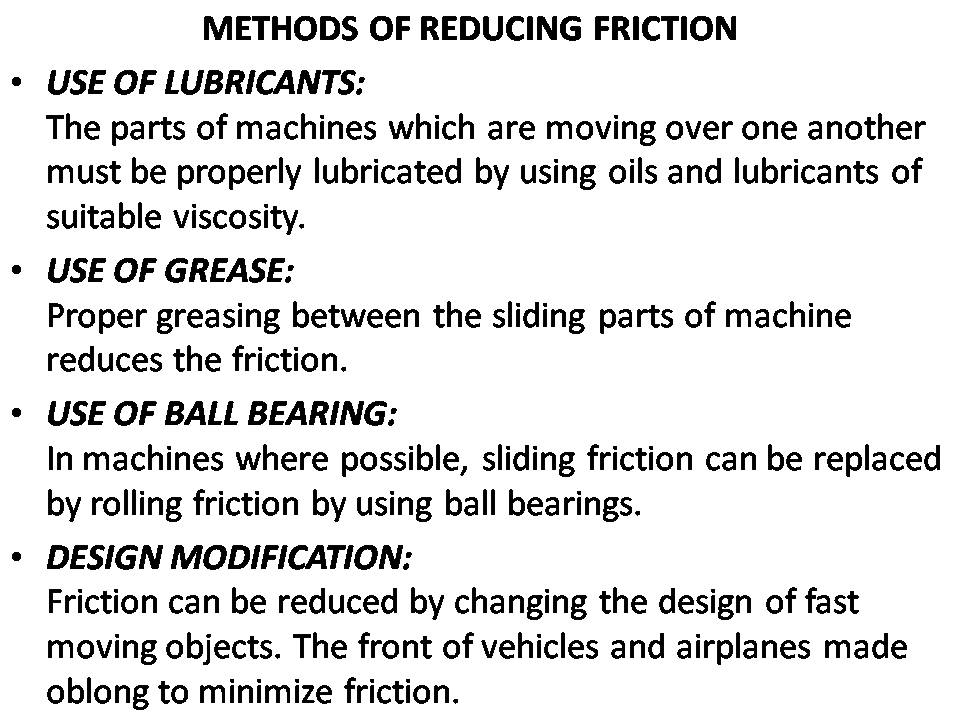 METHODS OF REDUCING FRICTION
• USE OF LUBRICANTS:
The parts of machines which are moving over one another
must be properly lubricated by using oils and lubricants of
suitable viscosity.
• USE OF GREASE:
Proper greasing between the sliding parts of machine
reduces the friction.
• USE OF BALL BEARING:
In machines where possible, sliding friction can be replaced
by rolling friction by using ball bearings.
• DESIGN MODIFICATION:
Friction can be reduced by changing the design of fast
moving objects. The front of vehicles and airplanes made
oblong to minimize friction.